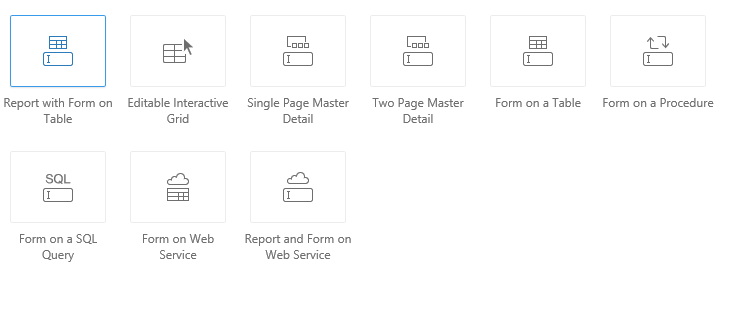 Report with Form on
Table
Editable Interactive
Grid
Single Page Master
Detail
Two Page Master
Detail
Form on a Table
Form on a Procedure
SQL
Form on a SQL
Query
Form on Web
Service
Report and Form on
Web Service